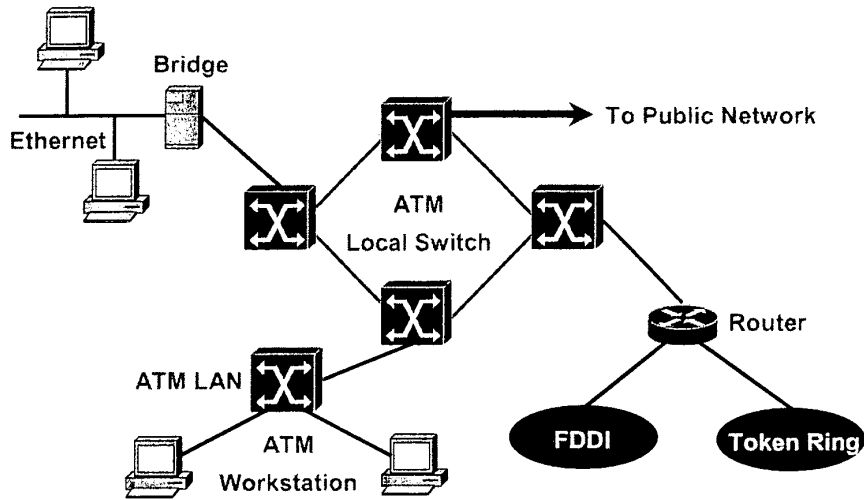 Bridge
To Public Network
Ethernet
ATM
Local Switch
Router
ATM LAN
ATM
Workstation
FDDI
Token Ring